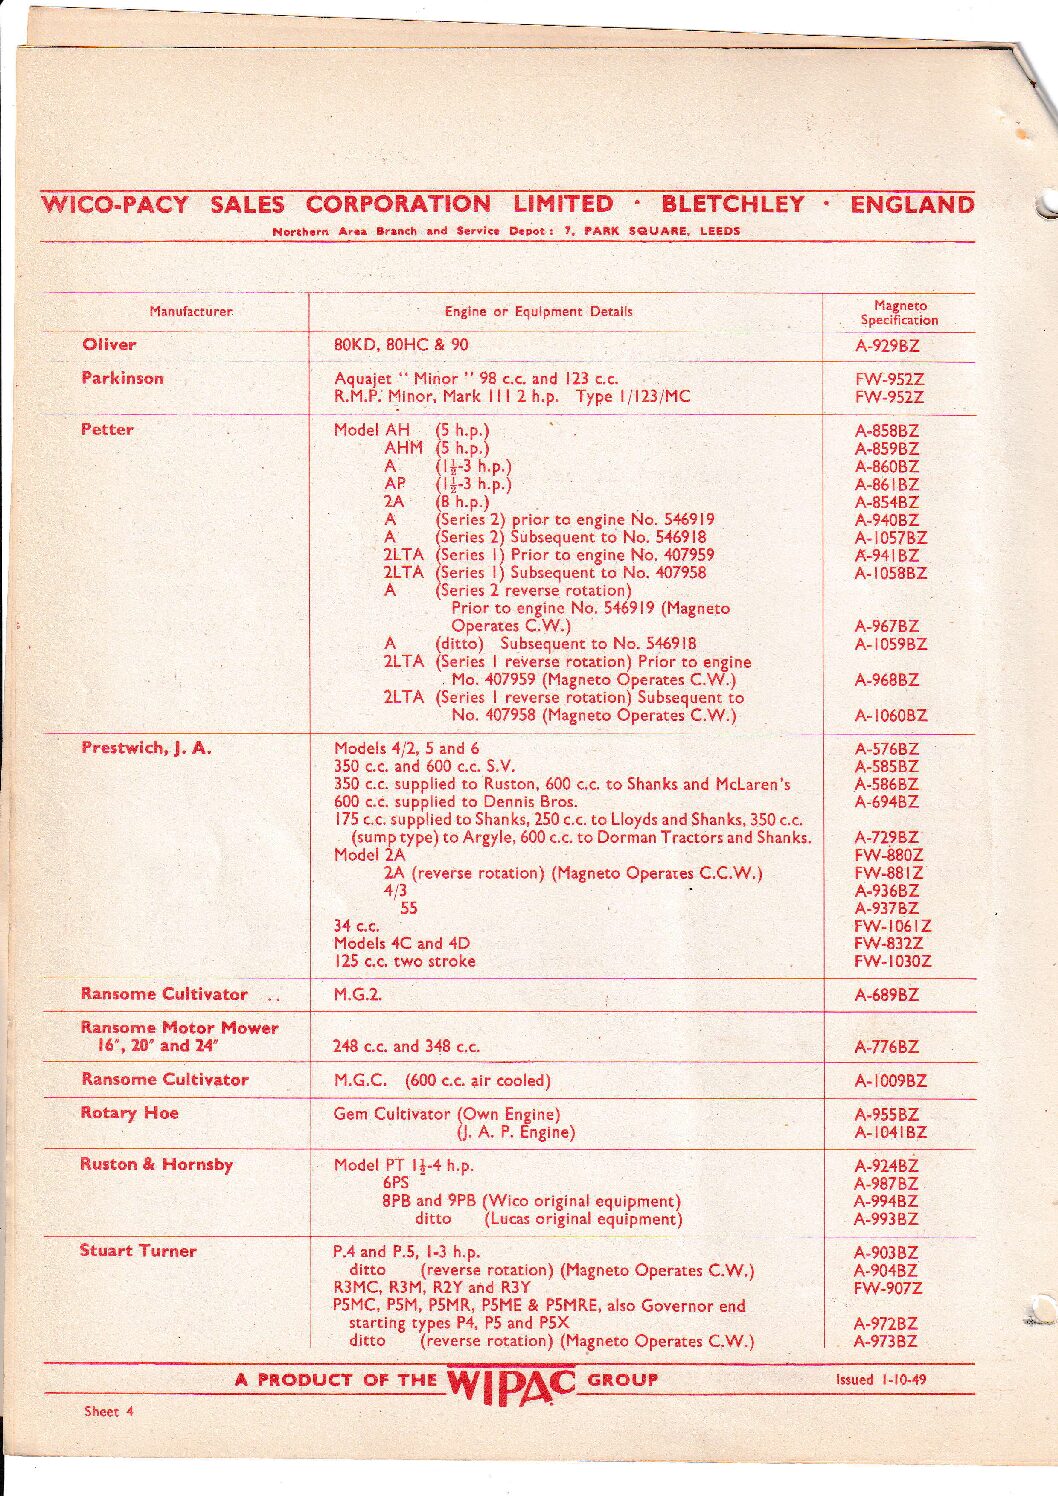 WICO-PACY SALES CORPORATION LIMITED · BLETCHLEY · ENGLAND
Northern Area Branch and Service Depot: 7, PARK SQUARE, LEEDS
Manufacturer Engine or Equipment Details Magneto Specification
Oliver 80KD, 80HC & 90 A-929BZ
Parkinson Aquajet "Minor" 98 c.c. and 123 c.c. FW-952Z
R.M.P. Minor, Mark III 2 h.p. Type 1/123/MC FW-952Z
Petter Model AH (5 h.p.) A-858BZ
AHM (5 h.p.) A-859BZ
A (1½-3 h.p.) A-860BZ
AP (1½-3 h.p.) A-861BZ
2A (8 h.p.) A-854BZ
A (Series 2) prior to engine No. 546919 A-940BZ
A (Series 2) Subsequent to No. 546918 A-1057BZ
2LTA (Series 1) Prior to engine No. 407959 A-941BZ
2LTA (Series 1) Subsequent to No. 407958 A-1058BZ
A (Series 2 reverse rotation)
Prior to engine No. 546919 (Magneto
Operates C.W.) A-967BZ
A (ditto) Subsequent to No. 546918 A-1059BZ
2LTA (Series 1 reverse rotation) Prior to engine
Mo. 407959 (Magneto Operates C.W.) A-968BZ
2LTA (Series 1 reverse rotation) Subsequent to
No. 407958 (Magneto Operates C.W.) A-1060BZ
Prestwich, J. A. Models 4/2, 5 and 6 A-576BZ
350 c.c. and 600 c.c. S.V. A-585BZ
350 c.c. supplied to Ruston, 600 c.c. to Shanks and McLaren's A-586BZ
600 c.c. supplied to Dennis Bros. A-694BZ
175 c.c. supplied to Shanks, 250 c.c. to Lloyds and Shanks, 350 c.c.
(sump type) to Argyle, 600 c.c. to Dorman Tractors and Shanks. A-729BZ
Model 2A FW-880Z
2A (reverse rotation) (Magneto Operates C.C.W.) FW-881Z
4/3 A-936BZ
55 A-937BZ
34 c.c. FW-1061Z
Models 4C and 4D FW-832Z
125 c.c. two stroke FW-1030Z
Ransome Cultivator .. M.G.2. A-689BZ
Ransome Motor Mower
16", 20" and 24" 248 c.c. and 348 c.c. A-776BZ
Ransome Cultivator M.G.C. (600 c.c. air cooled) A-1009BZ
Rotary Hoe Gem Cultivator (Own Engine) A-955BZ
(J. A. P. Engine) A-1041BZ
Ruston & Hornsby Model PT 1½-4 h.p. A-924BZ
6PS A-987BZ
8PB and 9PB (Wico original equipment) A-994BZ
ditto (Lucas original equipment) A-993BZ
Stuart Turner P.4 and P.5, 1-3 h.p. A-903BZ
ditto (reverse rotation) (Magneto Operates C.W.) A-904BZ
R3MC, R3M, R2Y and R3Y FW-907Z
P5MC, P5M, P5MR, P5ME & P5MRE, also Governor end
starting types P4, P5 and P5X A-972BZ
ditto (reverse rotation) (Magneto Operates C.W.) A-973BZ
A PRODUCT OF THE WIPAC GROUP Issued 1-10-49
Sheet 4